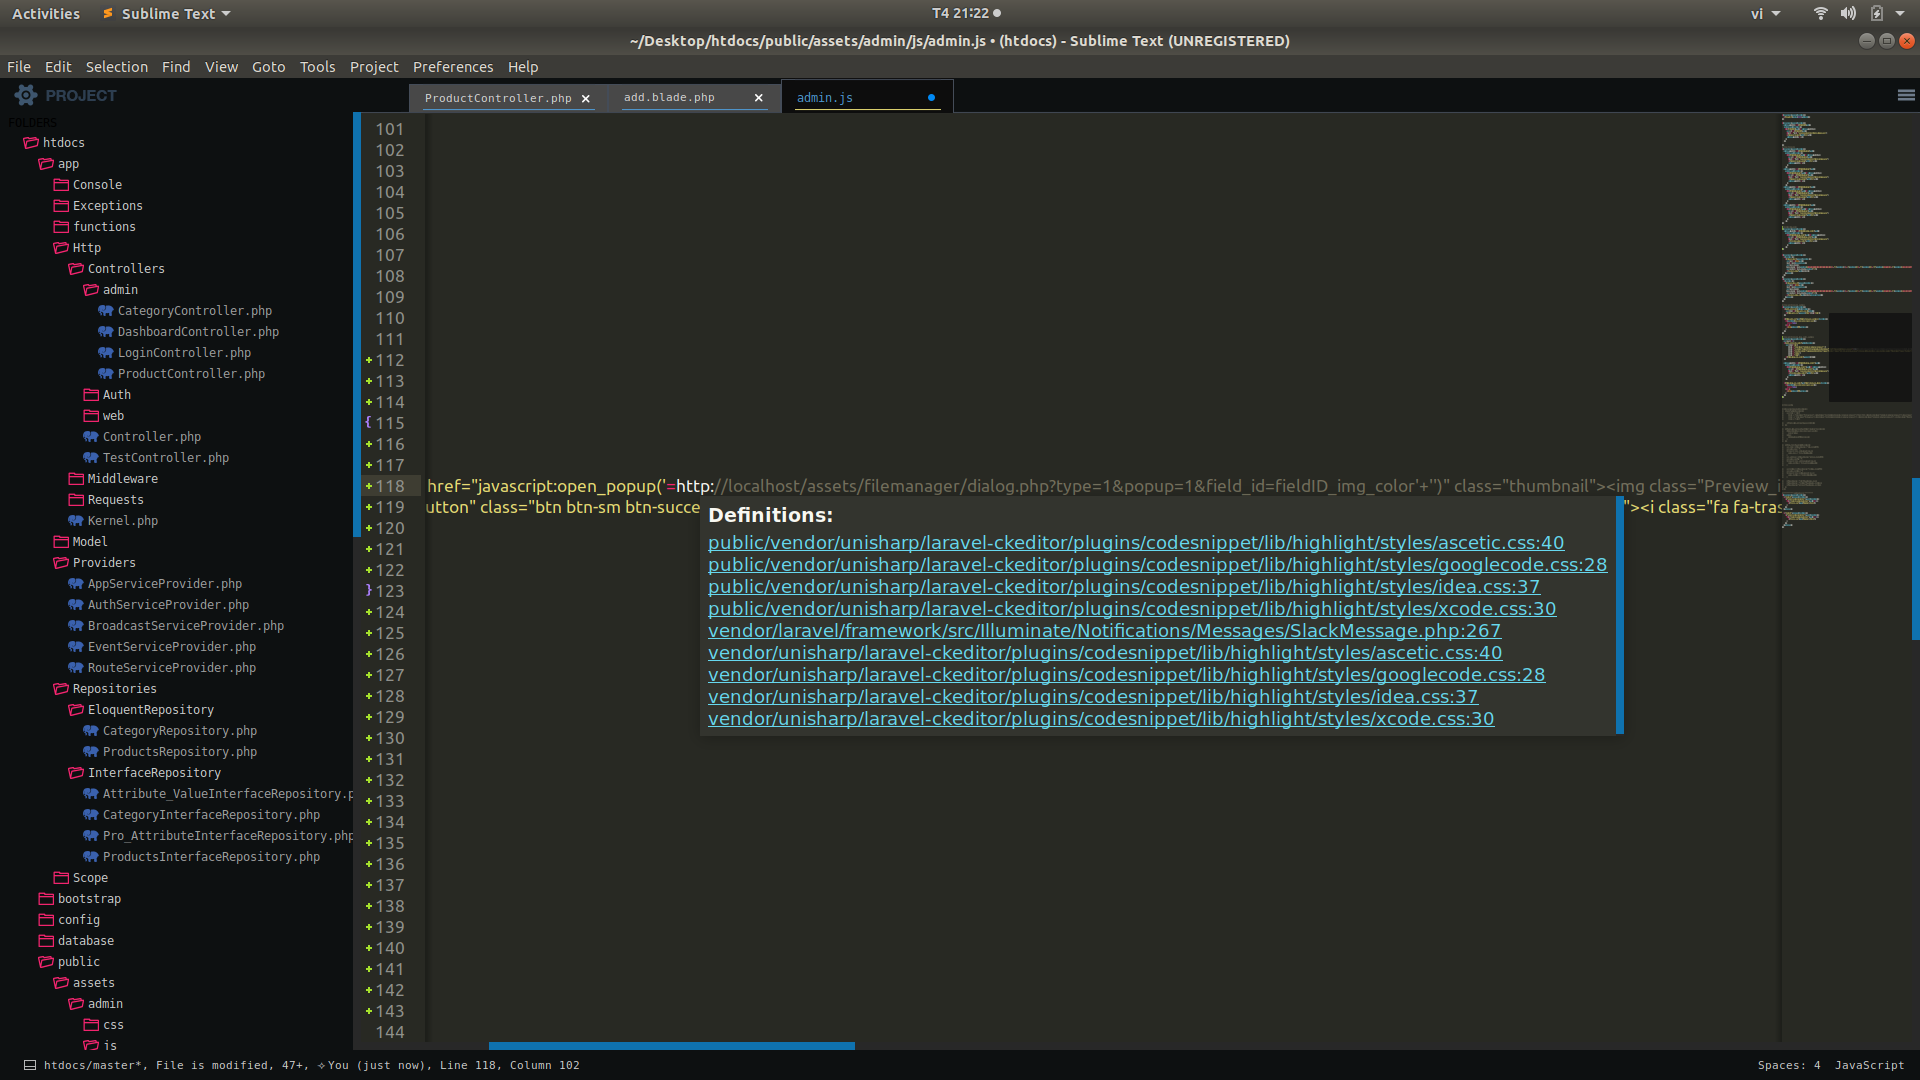 Activities
Sublime Text
T4 21:22
vi
~/Desktop/htdocs/public/assets/admin/js/admin.js • (htdocs) - Sublime Text (UNREGISTERED)
File Edit Selection Find View Goto Tools Project Preferences Help
PROJECT
ProductController.php ×
add.blade.php ×
admin.js
FOLDERS
htdocs
app
Console
Exceptions
functions
Http
Controllers
admin
CategoryController.php
DashboardController.php
LoginController.php
ProductController.php
Auth
web
Controller.php
TestController.php
Middleware
Requests
Kernel.php
Model
Providers
AppServiceProvider.php
AuthServiceProvider.php
BroadcastServiceProvider.php
EventServiceProvider.php
RouteServiceProvider.php
Repositories
EloquentRepository
CategoryRepository.php
ProductsRepository.php
InterfaceRepository
Attribute_ValueInterfaceRepository.p
CategoryInterfaceRepository.php
Pro_AttributeInterfaceRepository.php
ProductsInterfaceRepository.php
Scope
bootstrap
config
database
public
assets
admin
css
js
101
102
103
104
105
106
107
108
109
110
111
112
113
114
{ 115
116
117
118 href="javascript:open_popup('=http://localhost/assets/filemanager/dialog.php?type=1&popup=1&field_id=fieldID_img_color'+'')" class="thumbnail"><img class="Preview_i
119 utton" class="btn btn-sm btn-succe "><i class="fa fa-tras
120
121
122
} 123
124
125
126
127
128
129
130
131
132
133
134
135
136
137
138
139
140
141
142
143
144
Definitions:
public/vendor/unisharp/laravel-ckeditor/plugins/codesnippet/lib/highlight/styles/ascetic.css:40
public/vendor/unisharp/laravel-ckeditor/plugins/codesnippet/lib/highlight/styles/googlecode.css:28
public/vendor/unisharp/laravel-ckeditor/plugins/codesnippet/lib/highlight/styles/idea.css:37
public/vendor/unisharp/laravel-ckeditor/plugins/codesnippet/lib/highlight/styles/xcode.css:30
vendor/laravel/framework/src/Illuminate/Notifications/Messages/SlackMessage.php:267
vendor/unisharp/laravel-ckeditor/plugins/codesnippet/lib/highlight/styles/ascetic.css:40
vendor/unisharp/laravel-ckeditor/plugins/codesnippet/lib/highlight/styles/googlecode.css:28
vendor/unisharp/laravel-ckeditor/plugins/codesnippet/lib/highlight/styles/idea.css:37
vendor/unisharp/laravel-ckeditor/plugins/codesnippet/lib/highlight/styles/xcode.css:30
htdocs/master*, File is modified, 47+, ✧You (just now), Line 118, Column 102
Spaces: 4
JavaScript